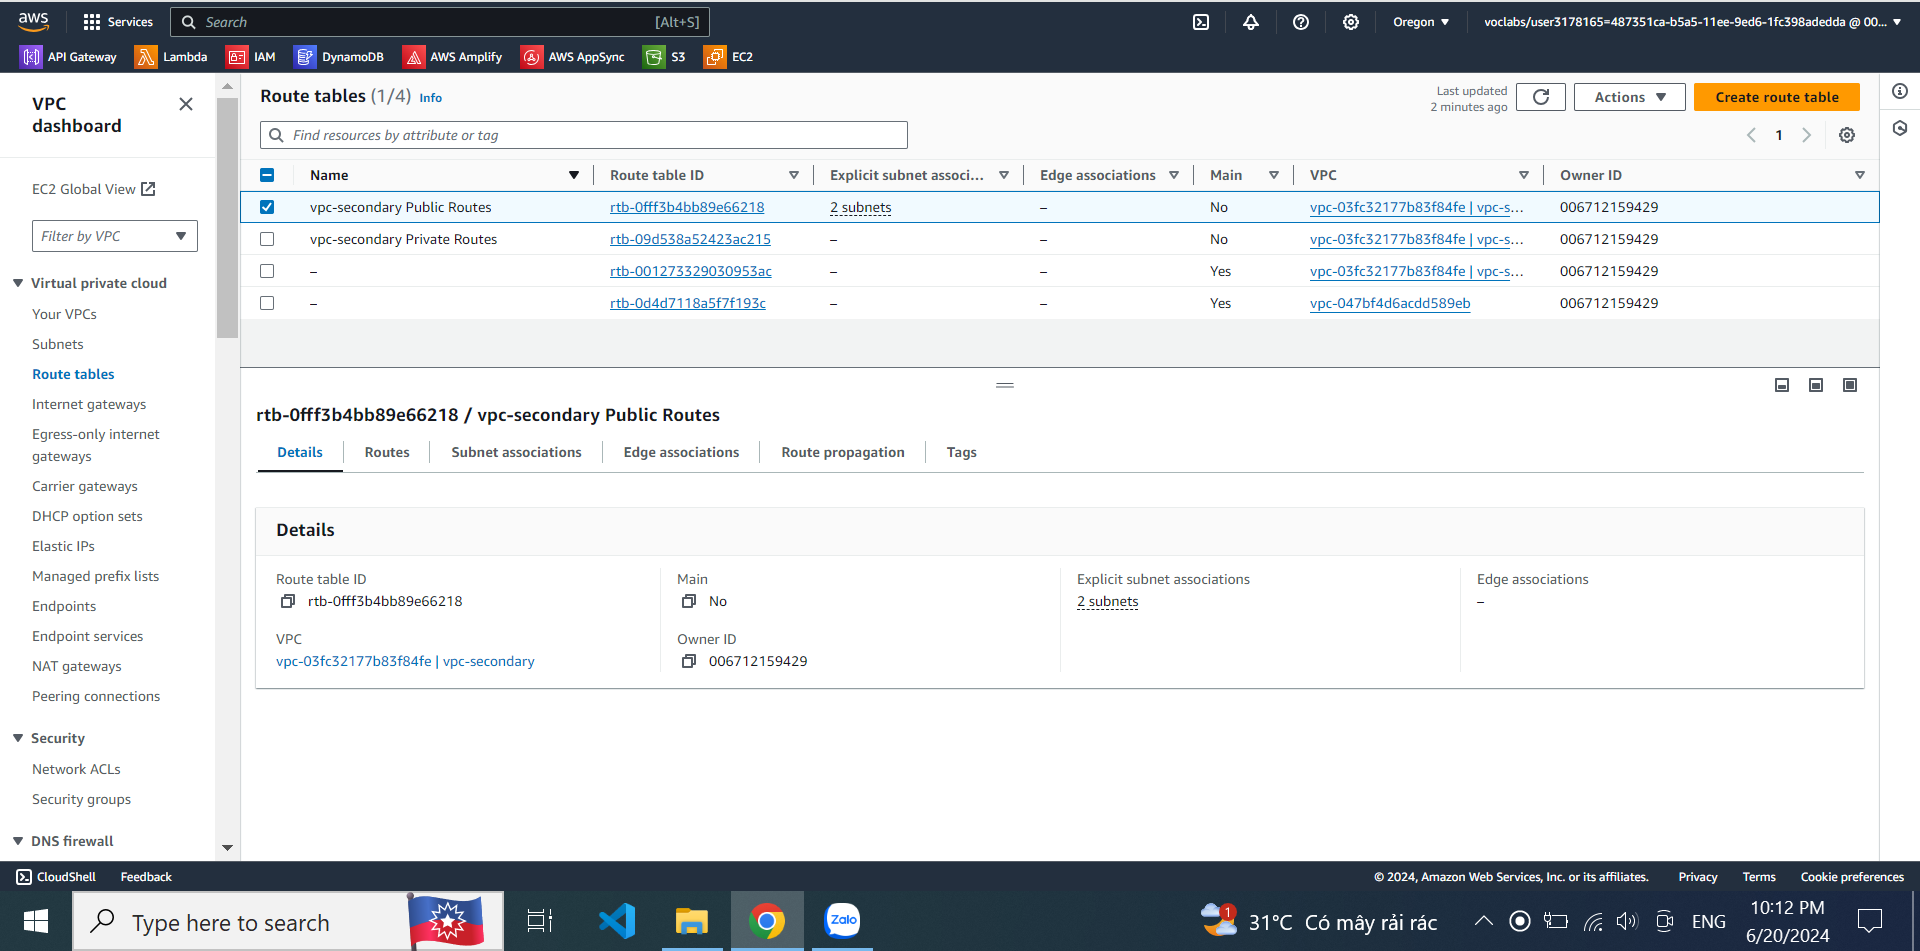 aws Services Search [Alt+S] Oregon voclabs/user3178165=487351ca-b5a5-11ee-9ed6-1fc398adedda @ 00...
API Gateway Lambda IAM DynamoDB AWS Amplify AWS AppSync S3 EC2
VPC
dashboard
EC2 Global View
Filter by VPC
Virtual private cloud
Your VPCs
Subnets
Route tables
Internet gateways
Egress-only internet
gateways
Carrier gateways
DHCP option sets
Elastic IPs
Managed prefix lists
Endpoints
Endpoint services
NAT gateways
Peering connections
Security
Network ACLs
Security groups
DNS firewall
Route tables (1/4) Info
Last updated
2 minutes ago
Actions Create route table
Find resources by attribute or tag
1
Name Route table ID Explicit subnet associ... Edge associations Main VPC Owner ID
vpc-secondary Public Routes rtb-0fff3b4bb89e66218 2 subnets – No vpc-03fc32177b83f84fe | vpc-s... 006712159429
vpc-secondary Private Routes rtb-09d538a52423ac215 – – No vpc-03fc32177b83f84fe | vpc-s... 006712159429
– rtb-001273329030953ac – – Yes vpc-03fc32177b83f84fe | vpc-s... 006712159429
– rtb-0d4d7118a5f7f193c – – Yes vpc-047bf4d6acdd589eb 006712159429
rtb-0fff3b4bb89e66218 / vpc-secondary Public Routes
Details Routes Subnet associations Edge associations Route propagation Tags
Details
Route table ID
rtb-0fff3b4bb89e66218
Main
No
Explicit subnet associations
2 subnets
Edge associations
–
VPC
vpc-03fc32177b83f84fe | vpc-secondary
Owner ID
006712159429
CloudShell Feedback © 2024, Amazon Web Services, Inc. or its affiliates. Privacy Terms Cookie preferences
Type here to search
Zalo
1
31°C Có mây rải rác
ENG
10:12 PM
6/20/2024